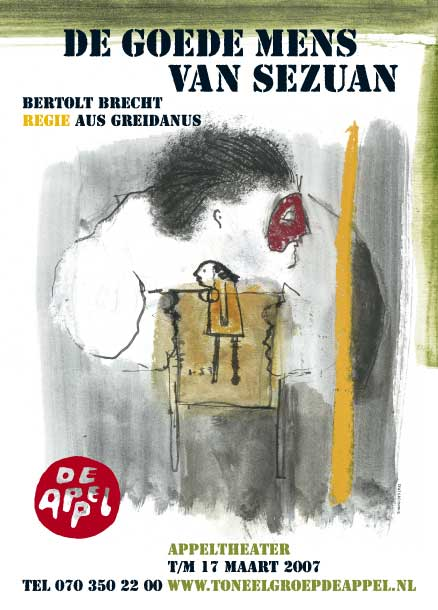 DE GOEDE MENS
VAN SEZUAN
BERTOLT BRECHT
REGIE AUS GREIDANUS
DE
APPEL
APPELTHEATER
T/M 17 MAART 2007
TEL 070 350 22 00 WWW.TONEELGROEPDEAPPEL.NL